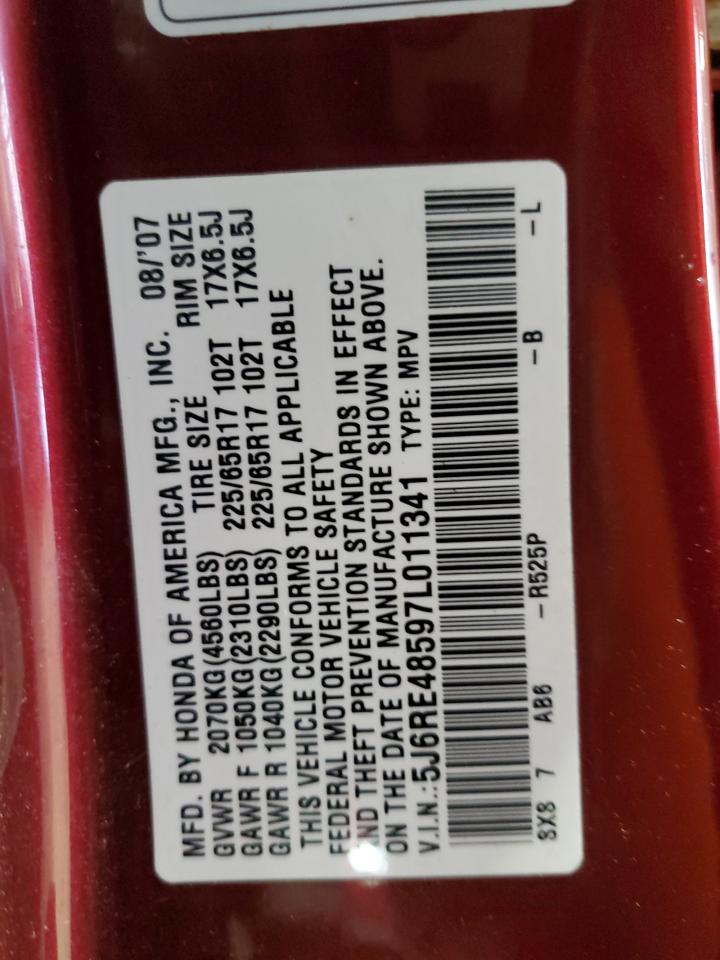 MFD. BY HONDA OF AMERICA MFG., INC. 08/'07
GVWR 2070KG(4560LBS) TIRE SIZE RIM SIZE
GAWR F 1050KG(2310LBS) 225/65R17 102T 17X6.5J
GAWR R 1040KG(2290LBS) 225/65R17 102T 17X6.5J
THIS VEHICLE CONFORMS TO ALL APPLICABLE
FEDERAL MOTOR VEHICLE SAFETY
AND THEFT PREVENTION STANDARDS IN EFFECT
ON THE DATE OF MANUFACTURE SHOWN ABOVE.
V.I.N.:5J6RE48597L011341 TYPE: MPV
SX8 7 AB6 –R525P –B –L